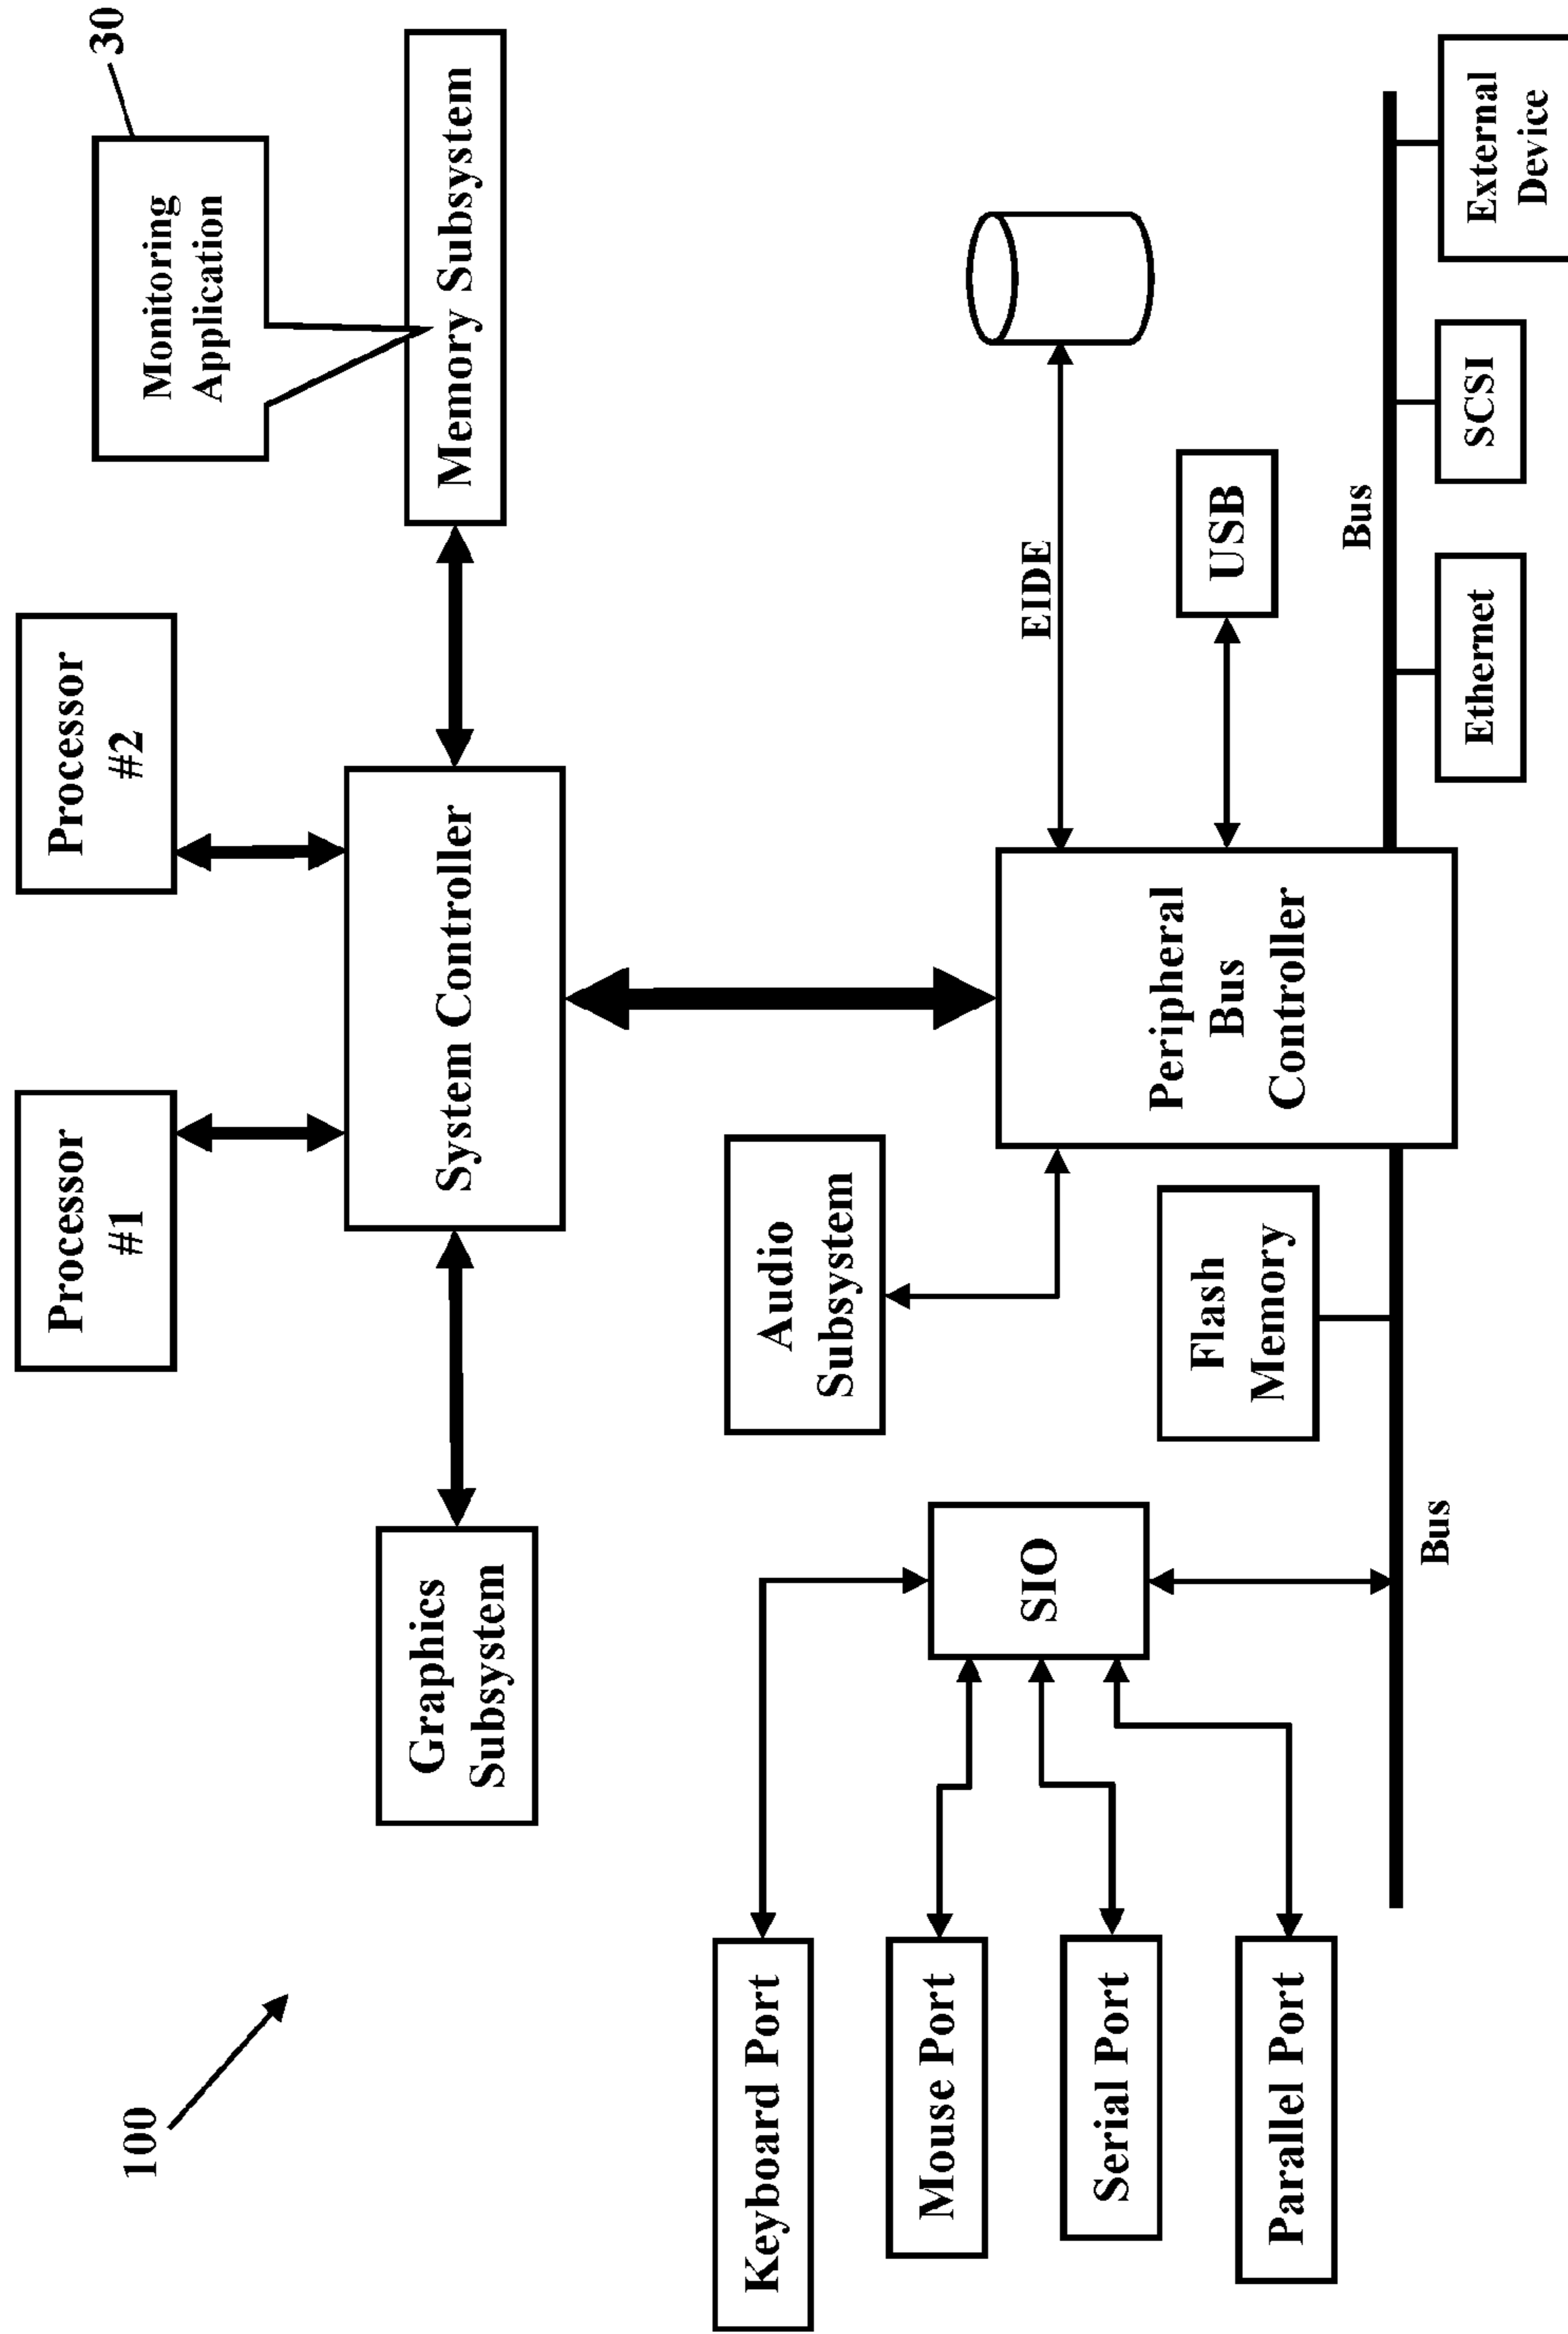 100
Processor
#1
Processor
#2
30
Monitoring
Application
Graphics
Subsystem
System Controller
Memory Subsystem
Keyboard Port
Mouse Port
Serial Port
Parallel Port
SIO
Audio
Subsystem
Flash
Memory
Peripheral
Bus
Controller
EIDE
USB
Bus
Bus
Ethernet
SCSI
External
Device